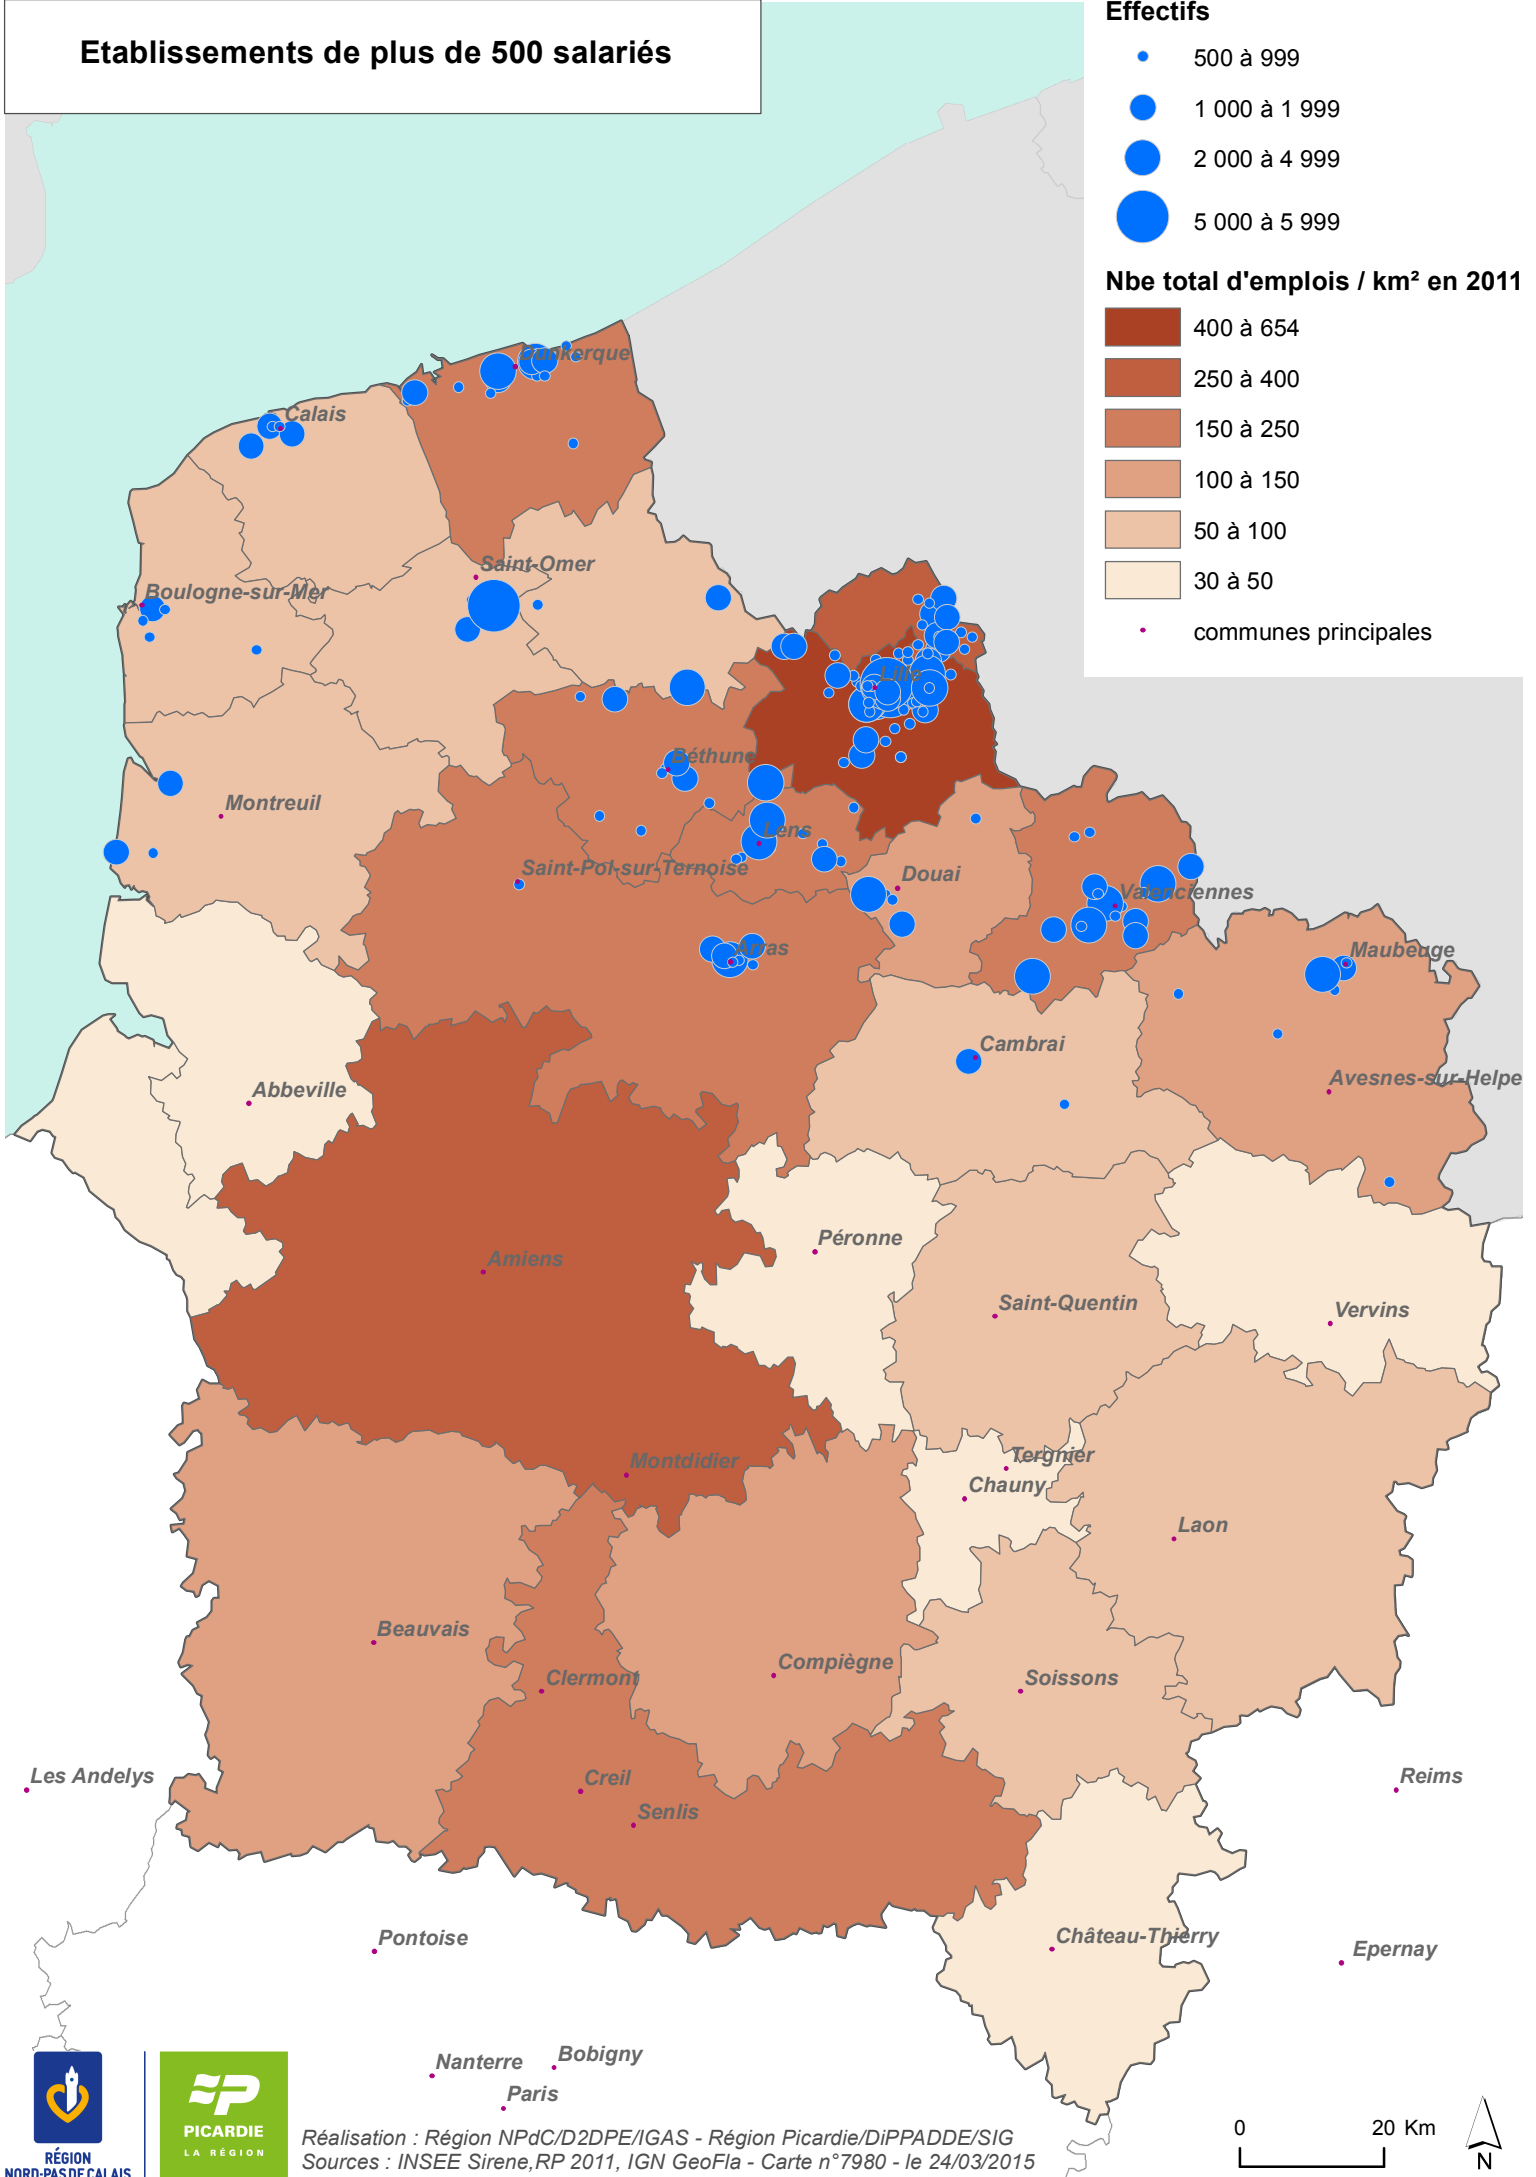 Etablissements de plus de 500 salariés
Effectifs
500 à 999
1 000 à 1 999
2 000 à 4 999
5 000 à 5 999
Nbe total d'emplois / km² en 2011
400 à 654
250 à 400
150 à 250
100 à 150
50 à 100
30 à 50
communes principales
Dunkerque
Calais
Saint-Omer
Boulogne-sur-Mer
Lille
Béthune
Montreuil
Lens
Saint-Pol-sur-Ternoise
Douai
Valenciennes
Arras
Maubeuge
Cambrai
Avesnes-sur-Helpe
Abbeville
Péronne
Amiens
Saint-Quentin
Vervins
Montdidier
Tergnier
Chauny
Laon
Beauvais
Compiègne
Clermont
Soissons
Les Andelys
Creil
Reims
Senlis
Château-Thierry
Pontoise
Epernay
Nanterre
Bobigny
Paris
RÉGION
NORD-PAS DE CALAIS
PICARDIE
LA RÉGION
Réalisation : Région NPdC/D2DPE/IGAS - Région Picardie/DiPPADDE/SIG
Sources : INSEE Sirene,RP 2011, IGN GeoFla - Carte n°7980 - le 24/03/2015
0 20 Km
N